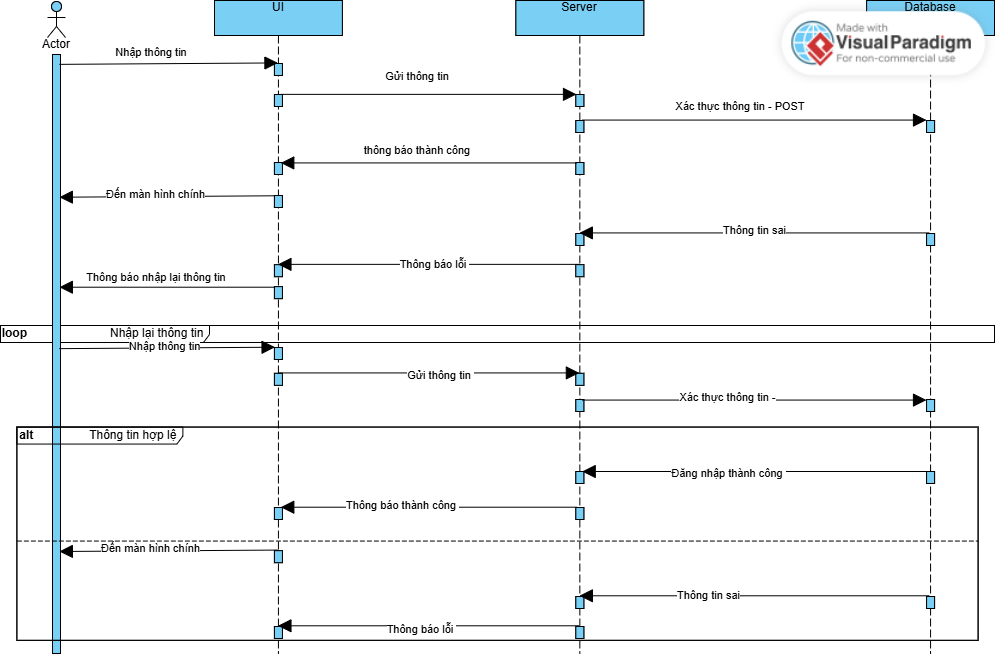 UI
Server
Database
Made with
VisualParadigm
For non-commercial use
Actor
Nhập thông tin
Gửi thông tin
Xác thực thông tin - POST
thông báo thành công
Đến màn hình chính
Thông tin sai
Thông báo lỗi
Thông báo nhập lại thông tin
loop
Nhập lại thông tin
Nhập thông tin
Gửi thông tin
Xác thực thông tin -
alt
Thông tin hợp lệ
Đăng nhập thành công
Thông báo thành công
Đến màn hình chính
Thông tin sai
Thông báo lỗi